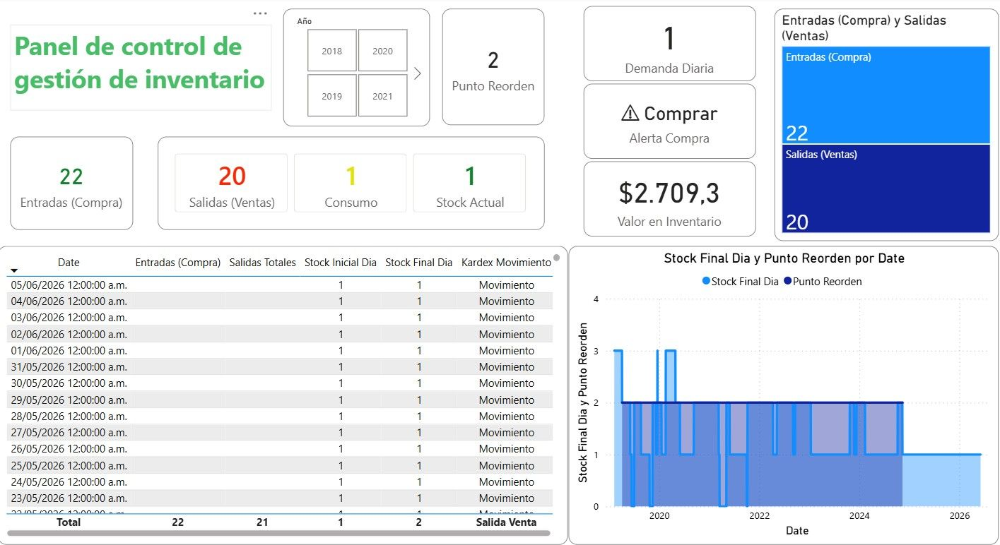 Panel de control de
gestión de inventario
Año
2018
2020
2019
2021
2
Punto Reorden
1
Demanda Diaria
⚠ Comprar
Alerta Compra
$2.709,3
Valor en Inventario
Entradas (Compra) y Salidas
(Ventas)
Entradas (Compra)
22
Salidas (Ventas)
20
22
Entradas (Compra)
20
Salidas (Ventas)
1
Consumo
1
Stock Actual
Date Entradas (Compra) Salidas Totales Stock Inicial Dia Stock Final Dia Kardex Movimiento
05/06/2026 12:00:00 a.m. 1 1 Movimiento
04/06/2026 12:00:00 a.m. 1 1 Movimiento
03/06/2026 12:00:00 a.m. 1 1 Movimiento
02/06/2026 12:00:00 a.m. 1 1 Movimiento
01/06/2026 12:00:00 a.m. 1 1 Movimiento
31/05/2026 12:00:00 a.m. 1 1 Movimiento
30/05/2026 12:00:00 a.m. 1 1 Movimiento
29/05/2026 12:00:00 a.m. 1 1 Movimiento
28/05/2026 12:00:00 a.m. 1 1 Movimiento
27/05/2026 12:00:00 a.m. 1 1 Movimiento
26/05/2026 12:00:00 a.m. 1 1 Movimiento
25/05/2026 12:00:00 a.m. 1 1 Movimiento
24/05/2026 12:00:00 a.m. 1 1 Movimiento
23/05/2026 12:00:00 a.m. 1 1 Movimiento
Total 22 21 1 2 Salida Venta
Stock Final Dia y Punto Reorden por Date
Stock Final Dia Punto Reorden
Stock Final Dia y Punto Reorden
4
3
2
1
0
2020 2022 2024 2026
Date